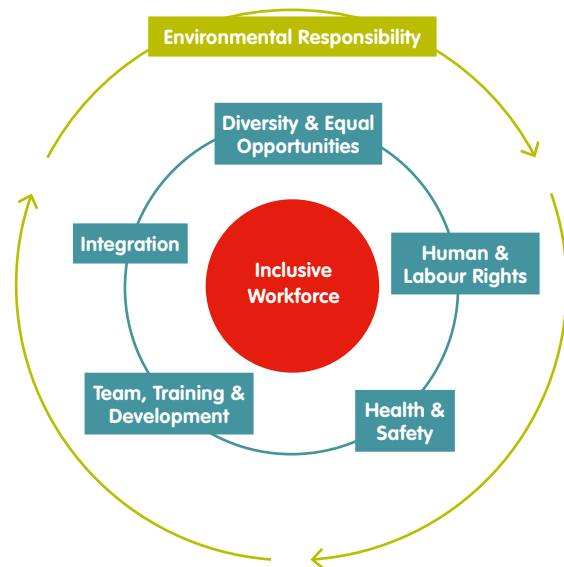 Environmental Responsibility
Diversity & Equal
Opportunities
Integration
Inclusive
Workforce
Human &
Labour Rights
Team, Training &
Development
Health &
Safety